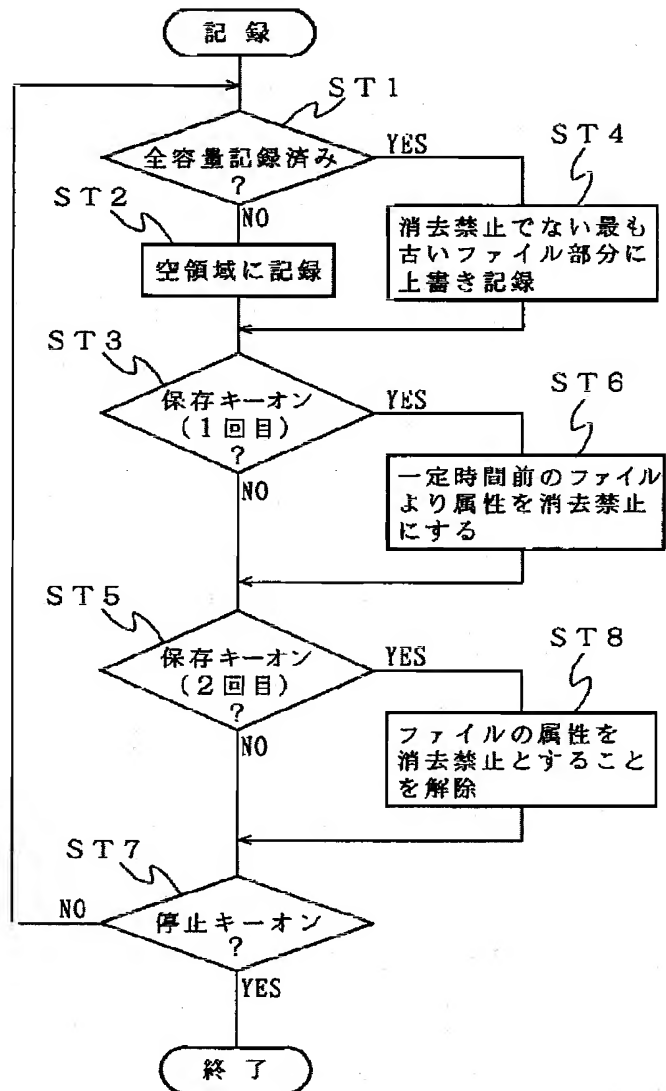 記録
ST1
全容量記録済み
?
YES
NO
ST4
消去禁止でない最も
古いファイル部分に
上書き記録
ST2
空領域に記録
ST3
保存キーオン
(1回目)
?
YES
NO
ST6
一定時間前のファイル
より属性を消去禁止
にする
ST5
保存キーオン
(2回目)
?
YES
NO
ST8
ファイルの属性を
消去禁止とすること
を解除
ST7
停止キーオン
?
NO
YES
終了